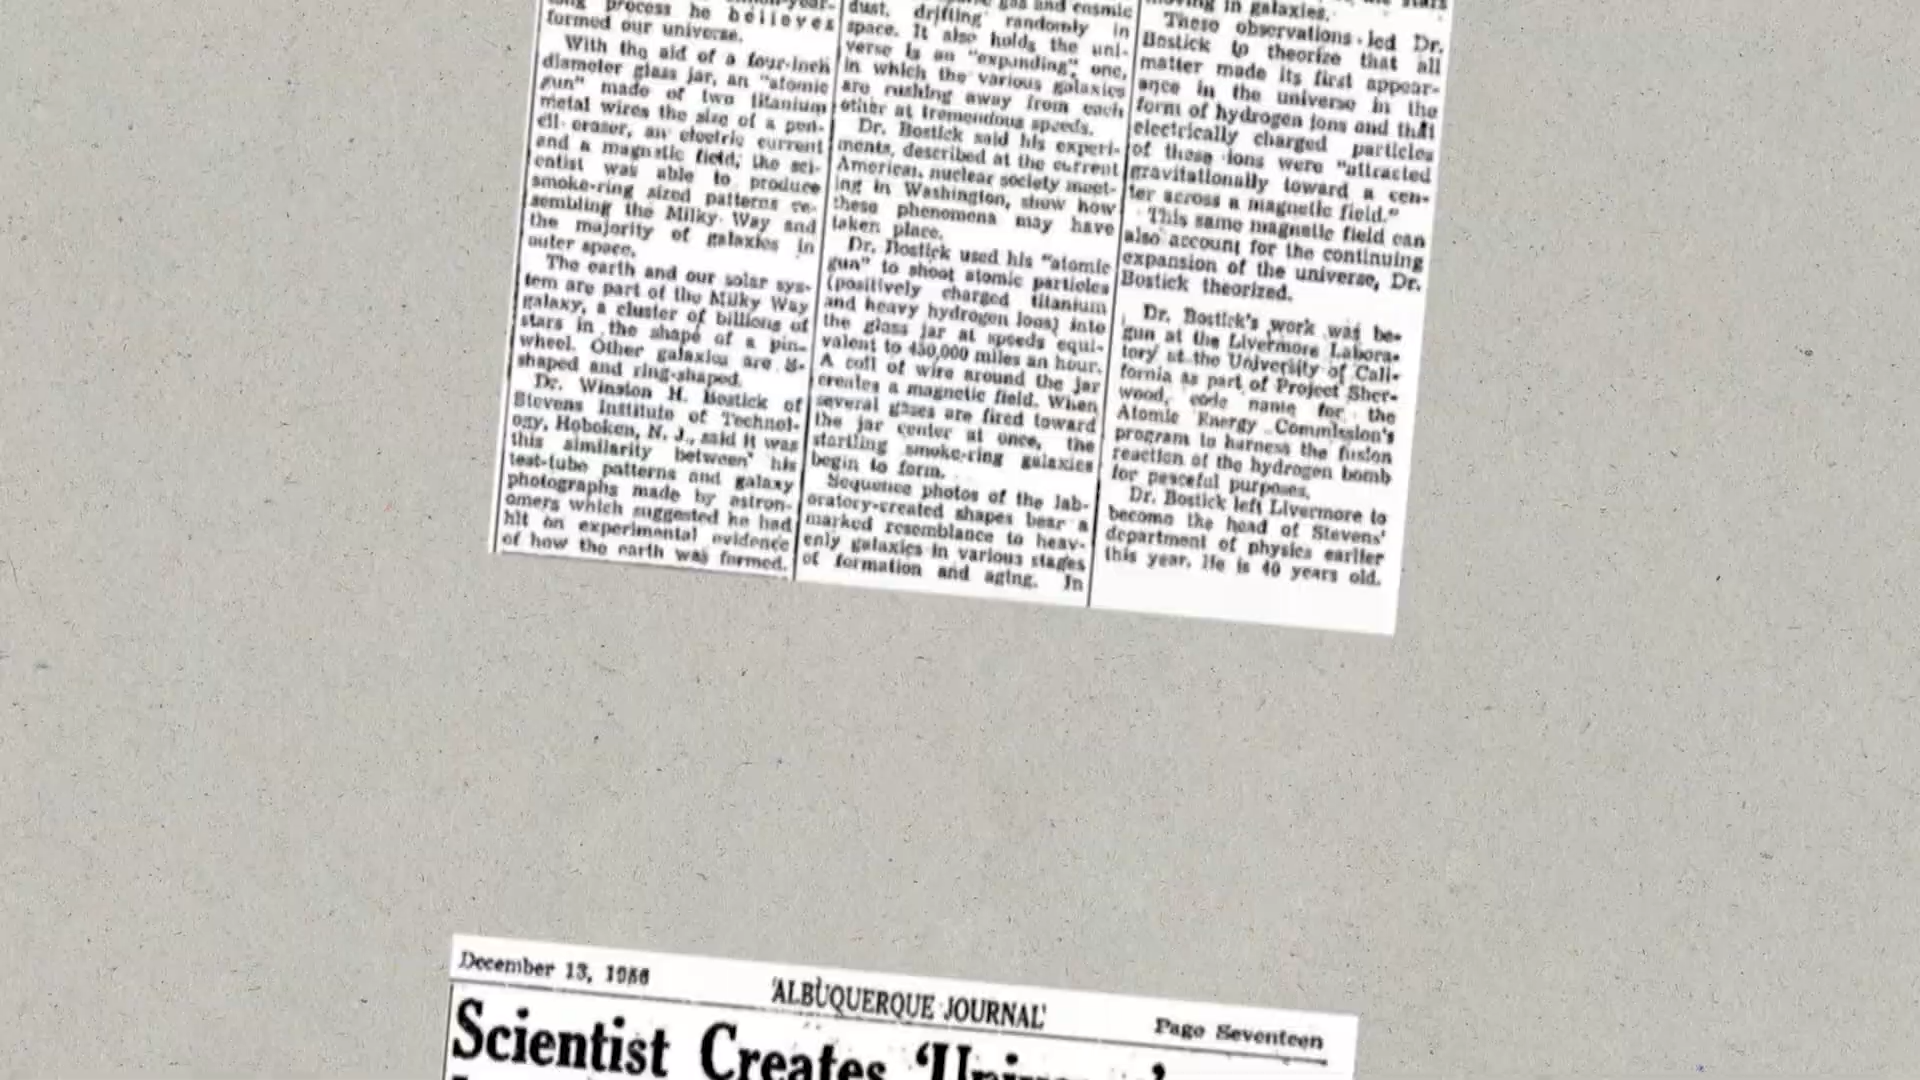 long process he believes
formed our universe.
With the aid of a four-inch
diameter glass jar, an "atomic
gun" made of two titanium
metal wires the size of a pen-
cil eraser, an electric current
and a magnetic field, the sci-
entist was able to produce
smoke-ring sized patterns re-
sembling the Milky Way and
the majority of galaxies in
outer space.
The earth and our solar sys-
tem are part of the Milky Way
galaxy, a cluster of billions of
stars in the shape of a pin-
wheel. Other galaxies are
shaped and ring-shaped.
Dr. Winston H. Bostick of
Stevens Institute of Technol-
ogy, Hoboken, N. J., said it was
this similarity between his
test-tube patterns and galaxy
photographs made by astron-
omers which suggested he had
hit on experimental evidence
of how the earth was formed.
gas and cosmic
dust, drifting randomly in
space. It also holds the uni-
verse is an "expanding" one,
in which the various galaxies
are rushing away from each
other at tremendous speeds.
Dr. Bostick said his experi-
ments, described at the current
American nuclear society meet-
ing in Washington, show how
these phenomena may have
taken place.
Dr. Bostick used his "atomic
gun" to shoot atomic particles
(positively charged titanium
and heavy hydrogen ions) into
the glass jar at speeds equi-
valent to 450,000 miles an hour.
A coil of wire around the jar
creates a magnetic field. When
several gases are fired toward
the jar center at once, the
startling smoke-ring galaxies
begin to form.
Sequence photos of the lab-
oratory-created shapes bear a
marked resemblance to heav-
enly galaxies in various stages
of formation and aging. In
the stars
moving in galaxies.
These observations led Dr.
Bostick to theorize that all
matter made its first appear-
ance in the universe in the
form of hydrogen ions and that
electrically charged particles
of these ions were "attracted
gravitationally toward a cen-
ter across a magnetic field."
This same magnetic field can
also account for the continuing
expansion of the universe, Dr.
Bostick theorized.
Dr. Bostick's work was be-
gun at the Livermore Labora-
tory at the University of Cali-
fornia as part of Project Sher-
wood, code name for the
Atomic Energy Commission's
program to harness the fusion
reaction of the hydrogen bomb
for peaceful purposes.
Dr. Bostick left Livermore to
become the head of Stevens'
department of physics earlier
this year. He is 40 years old.
December 13, 1956
ALBUQUERQUE JOURNAL
Page Seventeen
Scientist Creates 'Universe'